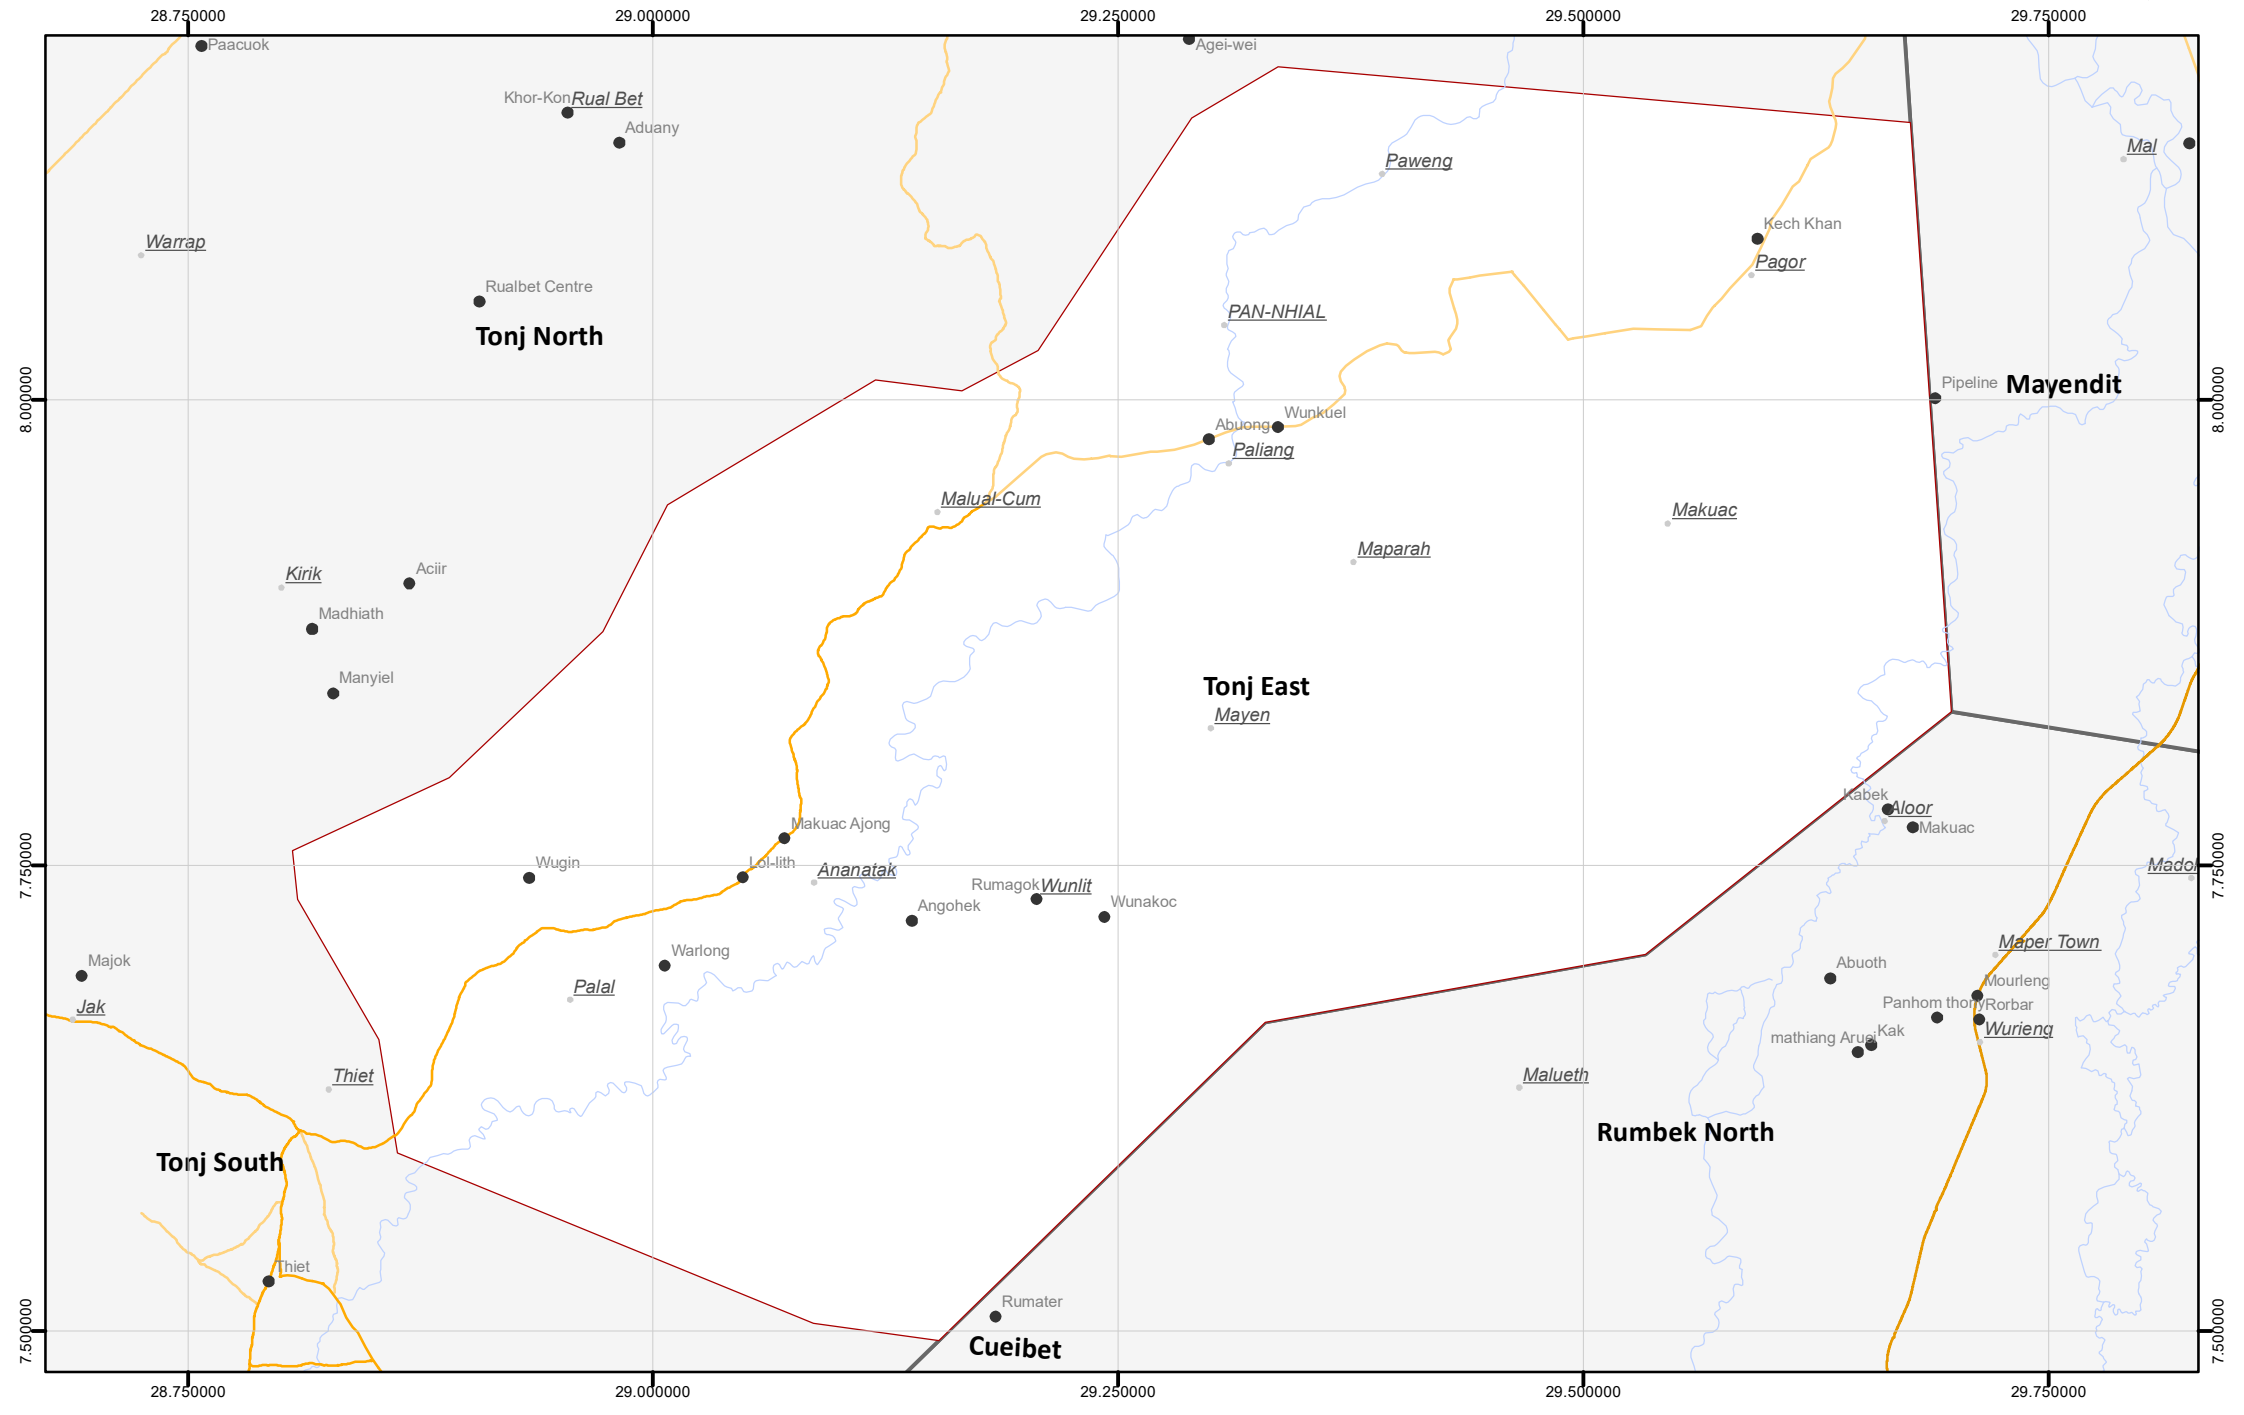 28.750000
29.000000
29.250000
29.500000
29.750000
Paacuok
Agei-wei
Khor-Kon
Rual Bet
Aduany
Mal
Paweng
Warrap
Kech Khan
Pagor
Rualbet Centre
PAN-NHIAL
Tonj North
Pipeline
Mayendit
8.000000
8.000000
Wunkuel
Abuong
Paliang
Malual-Cum
Makuac
Maparah
Kirik
Aciir
Madhiath
Manyiel
Tonj East
Mayen
Kabek
Aloor
Makuac
Makuac Ajong
7.750000
7.750000
Wugin
Lol-lith
Ananatak
Madol
Rumagok
Wunlit
Wunakoc
Angohek
Maper Town
Warlong
Majok
Abuoth
Mourleng
Palal
Jak
Panhom thony
Rorbar
Wurieng
mathiang Aruei
Kak
Thiet
Malueth
Rumbek North
Tonj South
Thiet
Rumater
7.500000
7.500000
Cueibet
28.750000
29.000000
29.250000
29.500000
29.750000